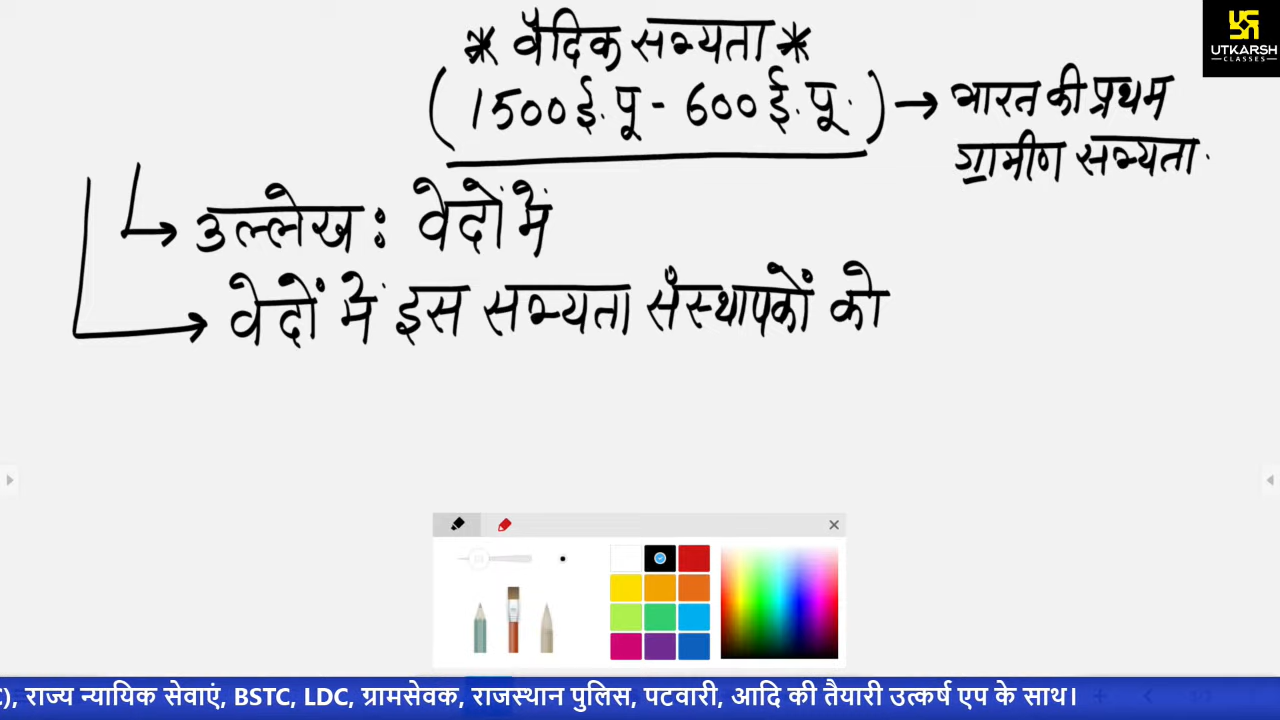 * वैदिक सभ्यता *
(1500 ई. पू - 600 ई. पू.) → भारत की प्रथम
ग्रामीण सभ्यता.
→ उल्लेख : वेदों में
→ वेदों में इस सभ्यता संस्थापकों को
UTKARSH
CLASSES
C), राज्य न्यायिक सेवाएं, BSTC, LDC, ग्रामसेवक, राजस्थान पुलिस, पटवारी, आदि की तैयारी उत्कर्ष एप के साथ।